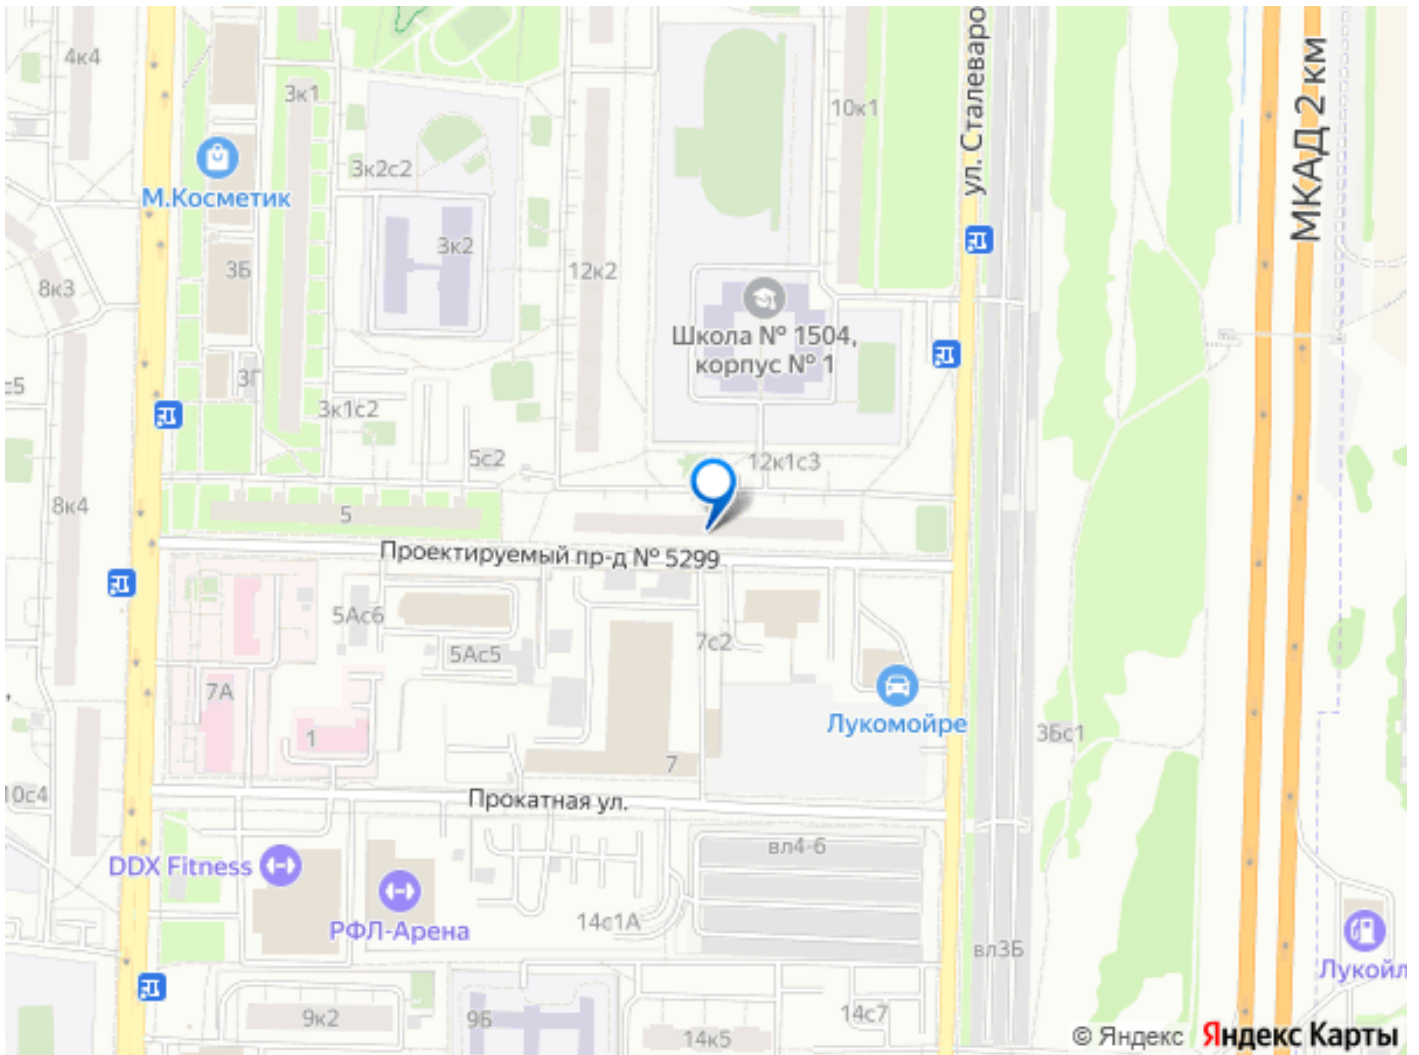 4к4
3к1
10к1
ул. Сталеваро
МКАД 2 км
3к2с2
М.Косметик
3к2
3Б
12к2
8к3
Школа № 1504,
корпус № 1
3Г
с5
3к1с2
5с2
12к1с3
8к4
5
Проектируемый пр-д № 5299
5Ас6
7с2
5Ас5
7А
Лукомойре
3Бс1
1
7
10с4
Прокатная ул.
вл4-6
DDX Fitness
14с1А
РФЛ-Арена
вл3Б
Лукойл
9к2
9Б
14с7
14к5
© Яндекс Яндекс Карты